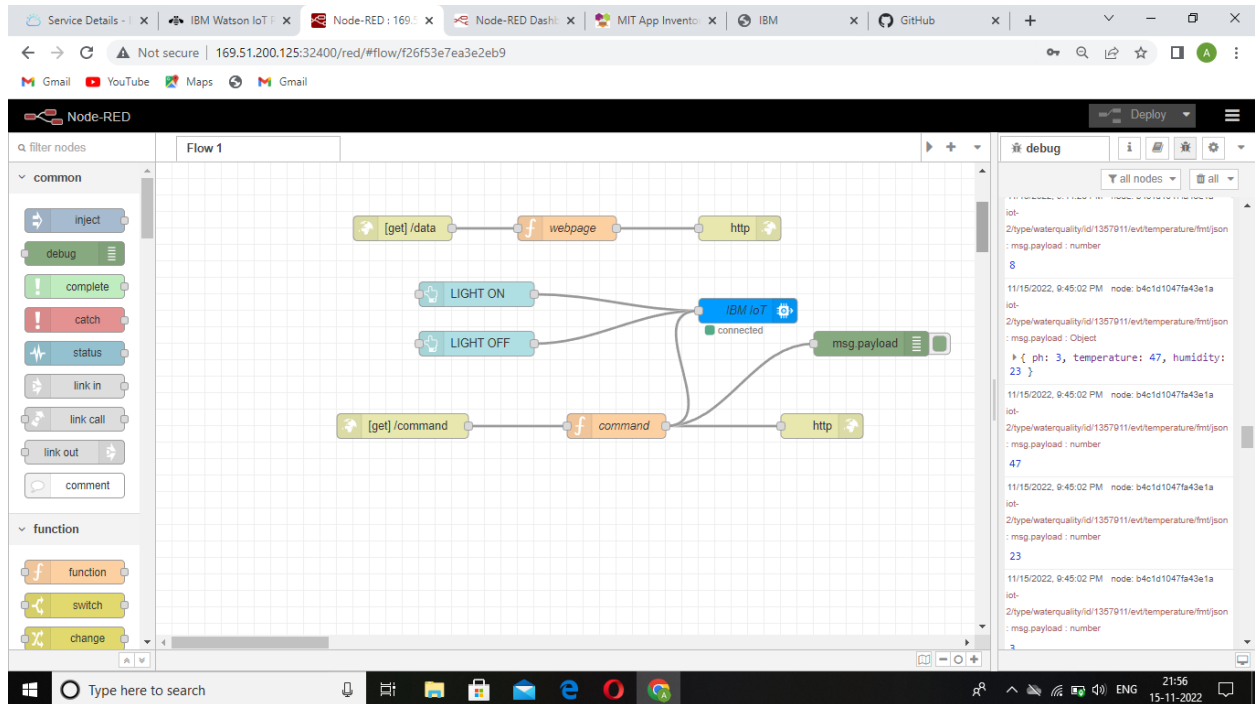 Service Details - I
IBM Watson IoT P
Node-RED : 169.5
Node-RED Dashb
MIT App Invento
IBM
GitHub
Not secure 169.51.200.125:32400/red/#flow/f26f53e7ea3e2eb9
A
Gmail YouTube Maps Gmail
Node-RED
Deploy
filter nodes
Flow 1
debug
i
all nodes
all
common
inject
debug
complete
catch
status
link in
link call
link out
comment
function
function
switch
change
[get] /data
webpage
http
LIGHT ON
LIGHT OFF
IBM IoT
connected
msg.payload
[get] /command
command
http
iot-
2/type/waterquality/id/1357911/evt/temperature/fmt/json
: msg.payload : number
8
11/15/2022, 9:45:02 PM node: b4c1d1047fa43e1a
iot-
2/type/waterquality/id/1357911/evt/temperature/fmt/json
: msg.payload : Object
{ ph: 3, temperature: 47, humidity:
23 }
11/15/2022, 9:45:02 PM node: b4c1d1047fa43e1a
iot-
2/type/waterquality/id/1357911/evt/temperature/fmt/json
: msg.payload : number
47
11/15/2022, 9:45:02 PM node: b4c1d1047fa43e1a
iot-
2/type/waterquality/id/1357911/evt/temperature/fmt/json
: msg.payload : number
23
11/15/2022, 9:45:02 PM node: b4c1d1047fa43e1a
iot-
2/type/waterquality/id/1357911/evt/temperature/fmt/json
: msg.payload : number
3
Type here to search
ENG
21:56
15-11-2022